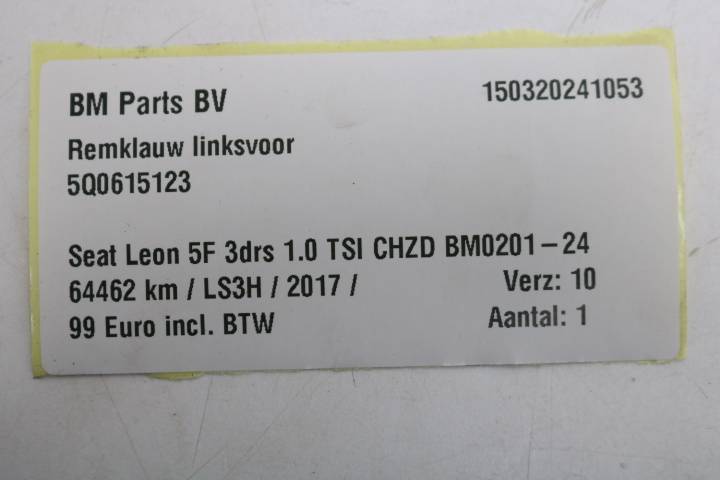 BM Parts BV 150320241053
Remklauw linksvoor
5Q0615123
Seat Leon 5F 3drs 1.0 TSI CHZD BM0201-24
64462 km / LS3H / 2017 / Verz: 10
99 Euro incl. BTW Aantal: 1